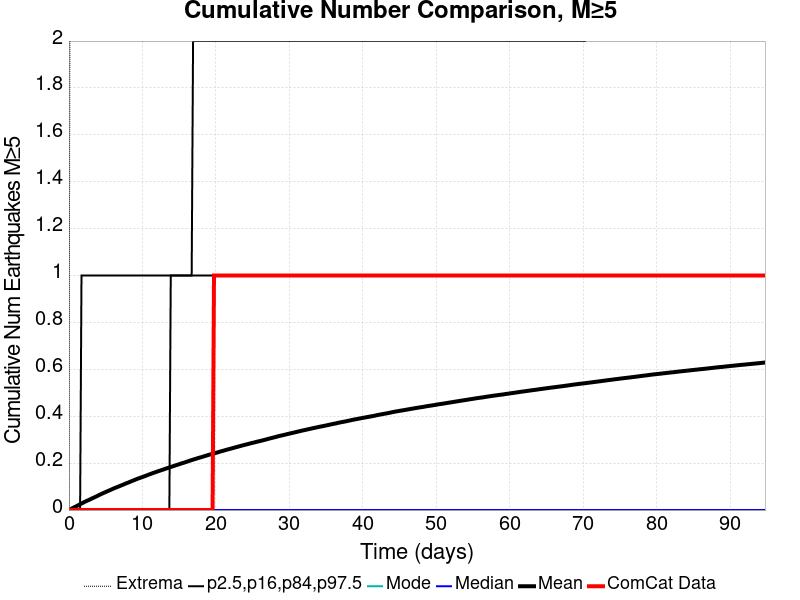 Cumulative Number Comparison, M≥5
Cumulative Num Earthquakes M≥5
2
1.8
1.6
1.4
1.2
1
0.8
0.6
0.4
0.2
0
0 10 20 30 40 50 60 70 80 90
Time (days)
Extrema p2.5,p16,p84,p97.5 Mode Median Mean ComCat Data